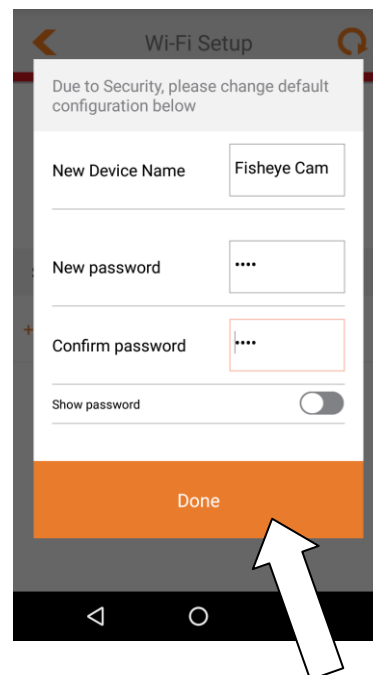 Wi-Fi Setup
Due to Security, please change default
configuration below
New Device Name
Fisheye Cam
New password
••••
Confirm password
••••
Show password
Done